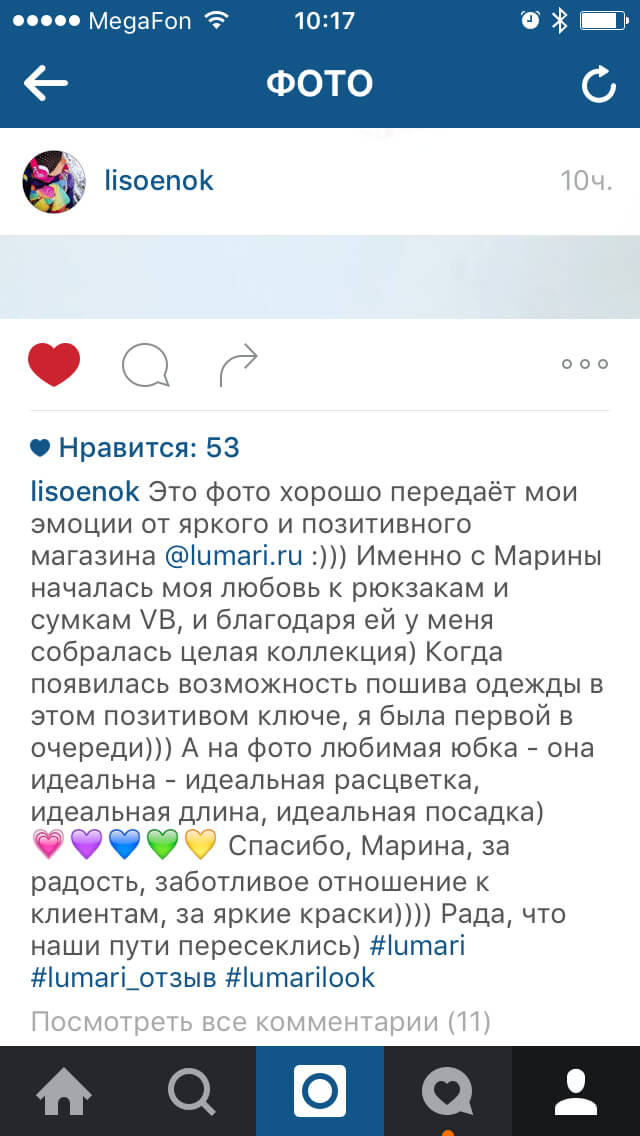 MegaFon 10:17
ФОТО
lisoenok 10ч.
Нравится: 53
lisoenok Это фото хорошо передаёт мои
эмоции от яркого и позитивного
магазина @lumari.ru :))) Именно с Марины
началась моя любовь к рюкзакам и
сумкам VB, и благодаря ей у меня
собралась целая коллекция) Когда
появилась возможность пошива одежды в
этом позитивом ключе, я была первой в
очереди))) А на фото любимая юбка - она
идеальна - идеальная расцветка,
идеальная длина, идеальная посадка)
💗💜💙💚💛 Спасибо, Марина, за
радость, заботливое отношение к
клиентам, за яркие краски)))) Рада, что
наши пути пересеклись) #lumari
#lumari_отзыв #lumarilook
Посмотреть все комментарии (11)